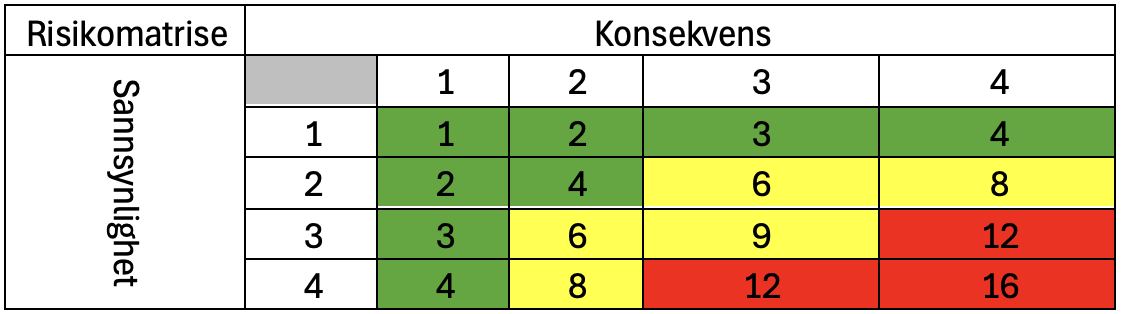 Risikomatrise Konsekvens
Sannsynlighet
1 2 3 4
1 1 2 3 4
2 2 4 6 8
3 3 6 9 12
4 4 8 12 16